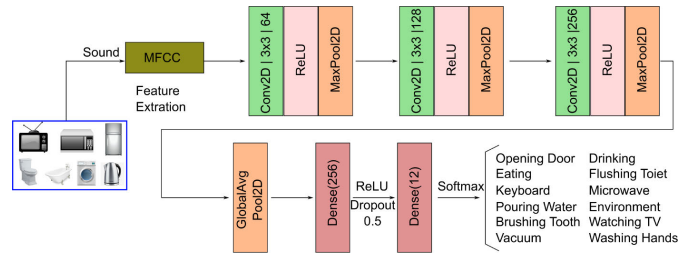 Sound
MFCC
Feature
Extration
Conv2D | 3x3 | 64
ReLU
MaxPool2D
Conv2D | 3x3 |128
ReLU
MaxPool2D
Conv2D | 3x3 |256
ReLU
MaxPool2D
GlobalAvg
Pool2D
Dense(256)
ReLU
Dropout
0.5
Dense(12)
Softmax
Opening Door
Eating
Keyboard
Pouring Water
Brushing Tooth
Vacuum
Drinking
Flushing Toiet
Microwave
Environment
Watching TV
Washing Hands